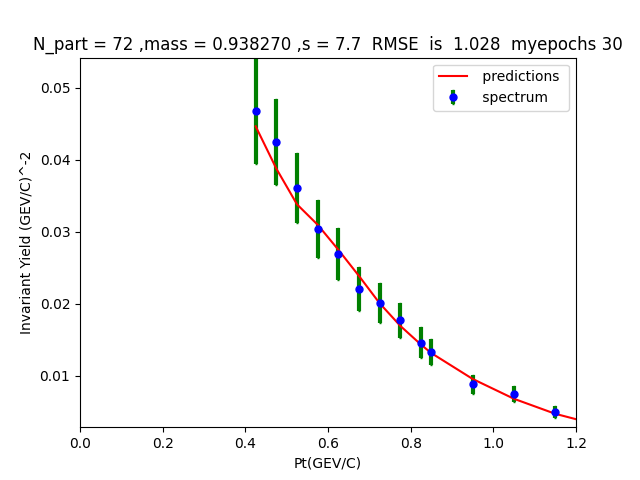 N_part = 72 ,mass = 0.938270 ,s = 7.7  RMSE  is  1.028  myepochs 30
predictions
spectrum
Invariant Yield (GEV/C)^-2
0.05
0.04
0.03
0.02
0.01
0.0 0.2 0.4 0.6 0.8 1.0 1.2
Pt(GEV/C)